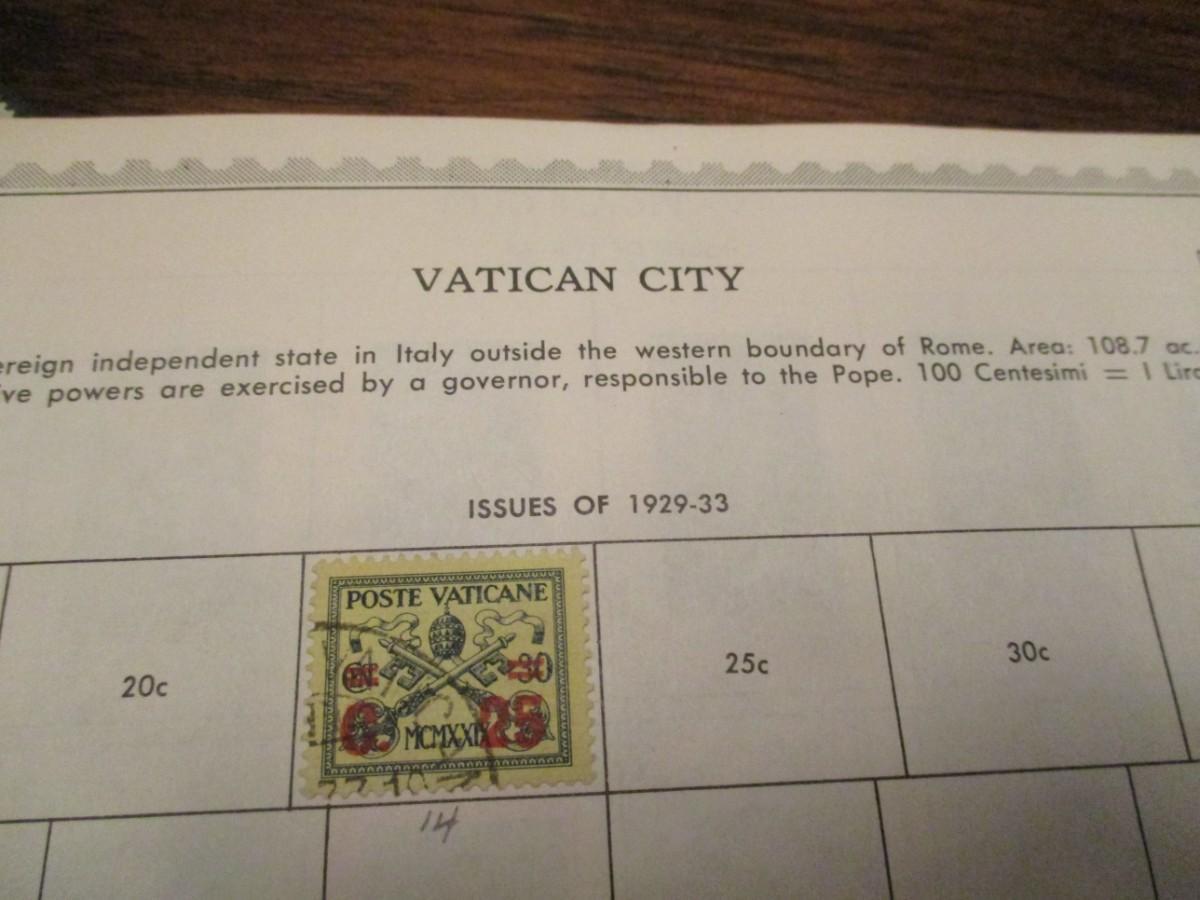 VATICAN CITY
ereign independent state in Italy outside the western boundary of Rome. Area: 108.7 ac.
ive powers are exercised by a governor, responsible to the Pope. 100 Centesimi = 1 Lira
ISSUES OF 1929-33
POSTE VATICANE
30
C. 25
MCMXXIX
20c
25c
30c
14